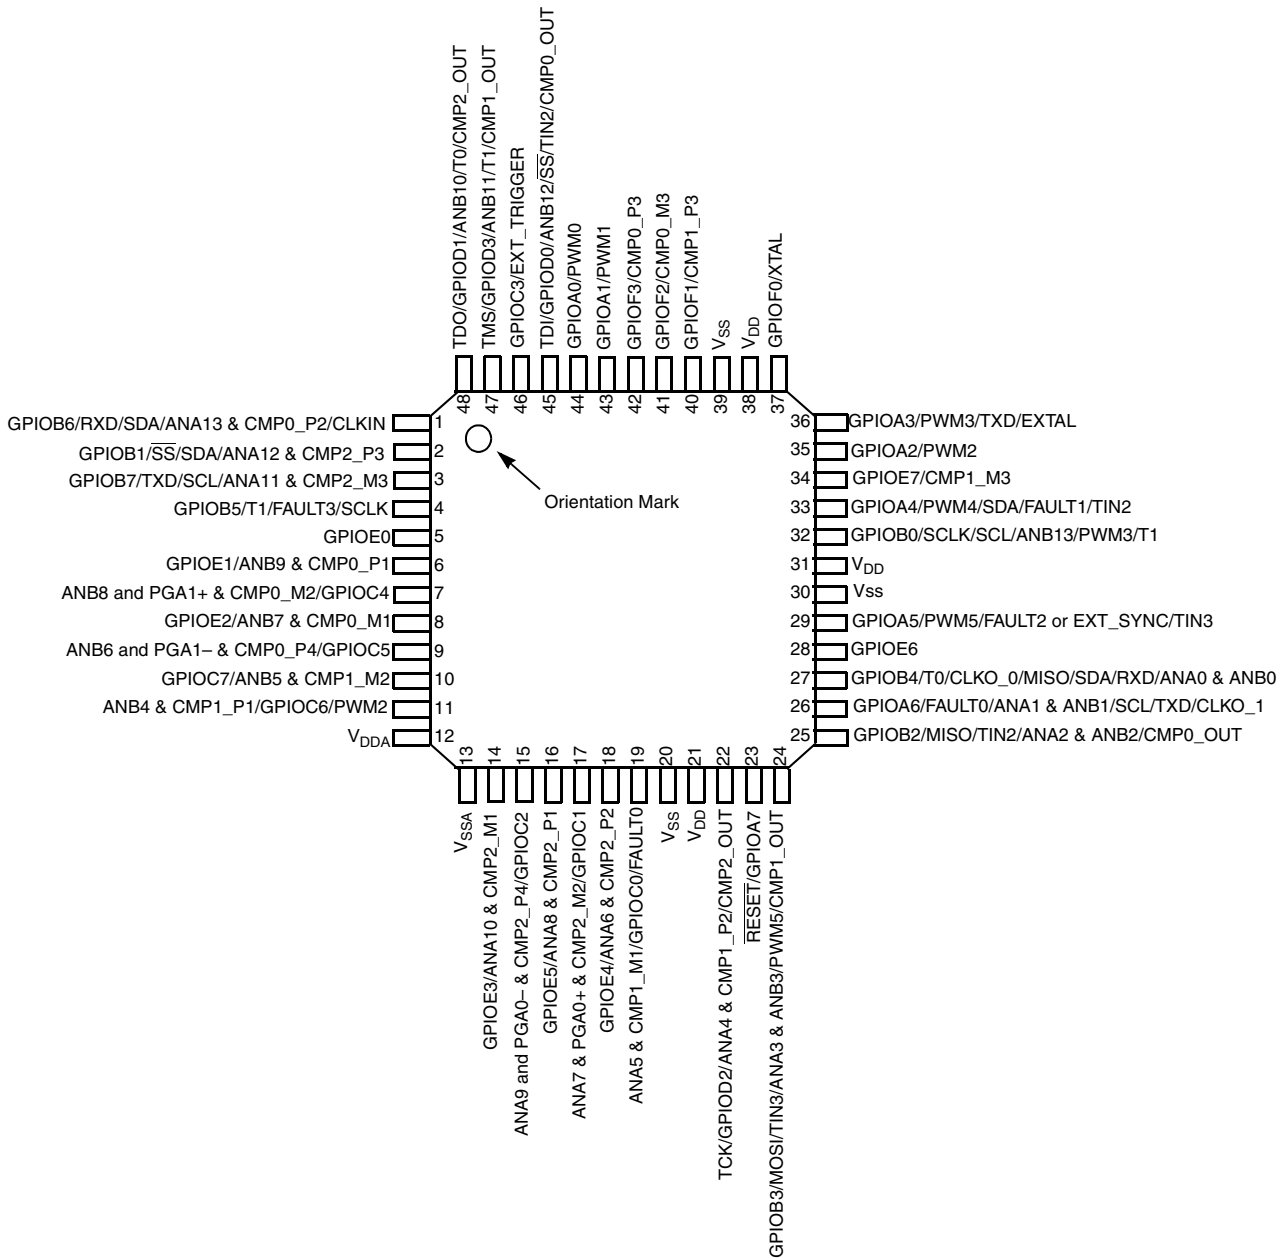 TDO/GPIOD1/ANB10/T0/CMP2_OUT
TMS/GPIOD3/ANB11/T1/CMP1_OUT
GPIOC3/EXT_TRIGGER
TDI/GPIOD0/ANB12/SS/TIN2/CMP0_OUT
GPIOA0/PWM0
GPIOA1/PWM1
GPIOF3/CMP0_P3
GPIOF2/CMP0_M3
GPIOF1/CMP1_P3
VSS
VDD
GPIOF0/XTAL
48
47
46
45
44
43
42
41
40
39
38
37
GPIOB6/RXD/SDA/ANA13 & CMP0_P2/CLKIN 1
GPIOB1/SS/SDA/ANA12 & CMP2_P3 2
GPIOB7/TXD/SCL/ANA11 & CMP2_M3 3
GPIOB5/T1/FAULT3/SCLK 4
GPIOE0 5
GPIOE1/ANB9 & CMP0_P1 6
ANB8 and PGA1+ & CMP0_M2/GPIOC4 7
GPIOE2/ANB7 & CMP0_M1 8
ANB6 and PGA1– & CMP0_P4/GPIOC5 9
GPIOC7/ANB5 & CMP1_M2 10
ANB4 & CMP1_P1/GPIOC6/PWM2 11
VDDA 12
Orientation Mark
36 GPIOA3/PWM3/TXD/EXTAL
35 GPIOA2/PWM2
34 GPIOE7/CMP1_M3
33 GPIOA4/PWM4/SDA/FAULT1/TIN2
32 GPIOB0/SCLK/SCL/ANB13/PWM3/T1
31 VDD
30 Vss
29 GPIOA5/PWM5/FAULT2 or EXT_SYNC/TIN3
28 GPIOE6
27 GPIOB4/T0/CLKO_0/MISO/SDA/RXD/ANA0 & ANB0
26 GPIOA6/FAULT0/ANA1 & ANB1/SCL/TXD/CLKO_1
25 GPIOB2/MISO/TIN2/ANA2 & ANB2/CMP0_OUT
13
14
15
16
17
18
19
20
21
22
23
24
VSSA
GPIOE3/ANA10 & CMP2_M1
ANA9 and PGA0– & CMP2_P4/GPIOC2
GPIOE5/ANA8 & CMP2_P1
ANA7 & PGA0+ & CMP2_M2/GPIOC1
GPIOE4/ANA6 & CMP2_P2
ANA5 & CMP1_M1/GPIOC0/FAULT0
VSS
VDD
TCK/GPIOD2/ANA4 & CMP1_P2/CMP2_OUT
RESET/GPIOA7
GPIOB3/MOSI/TIN3/ANA3 & ANB3/PWM5/CMP1_OUT